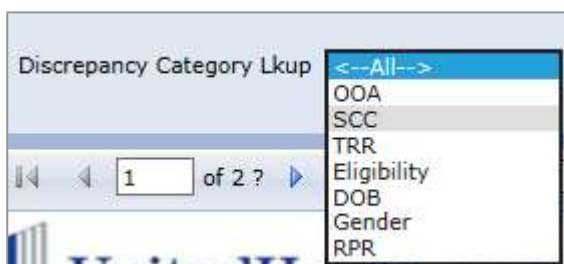 Discrepancy Category Lkup <--All-->
OOA
SCC
TRR
Eligibility
DOB
Gender
RPR
1 of 2 ?